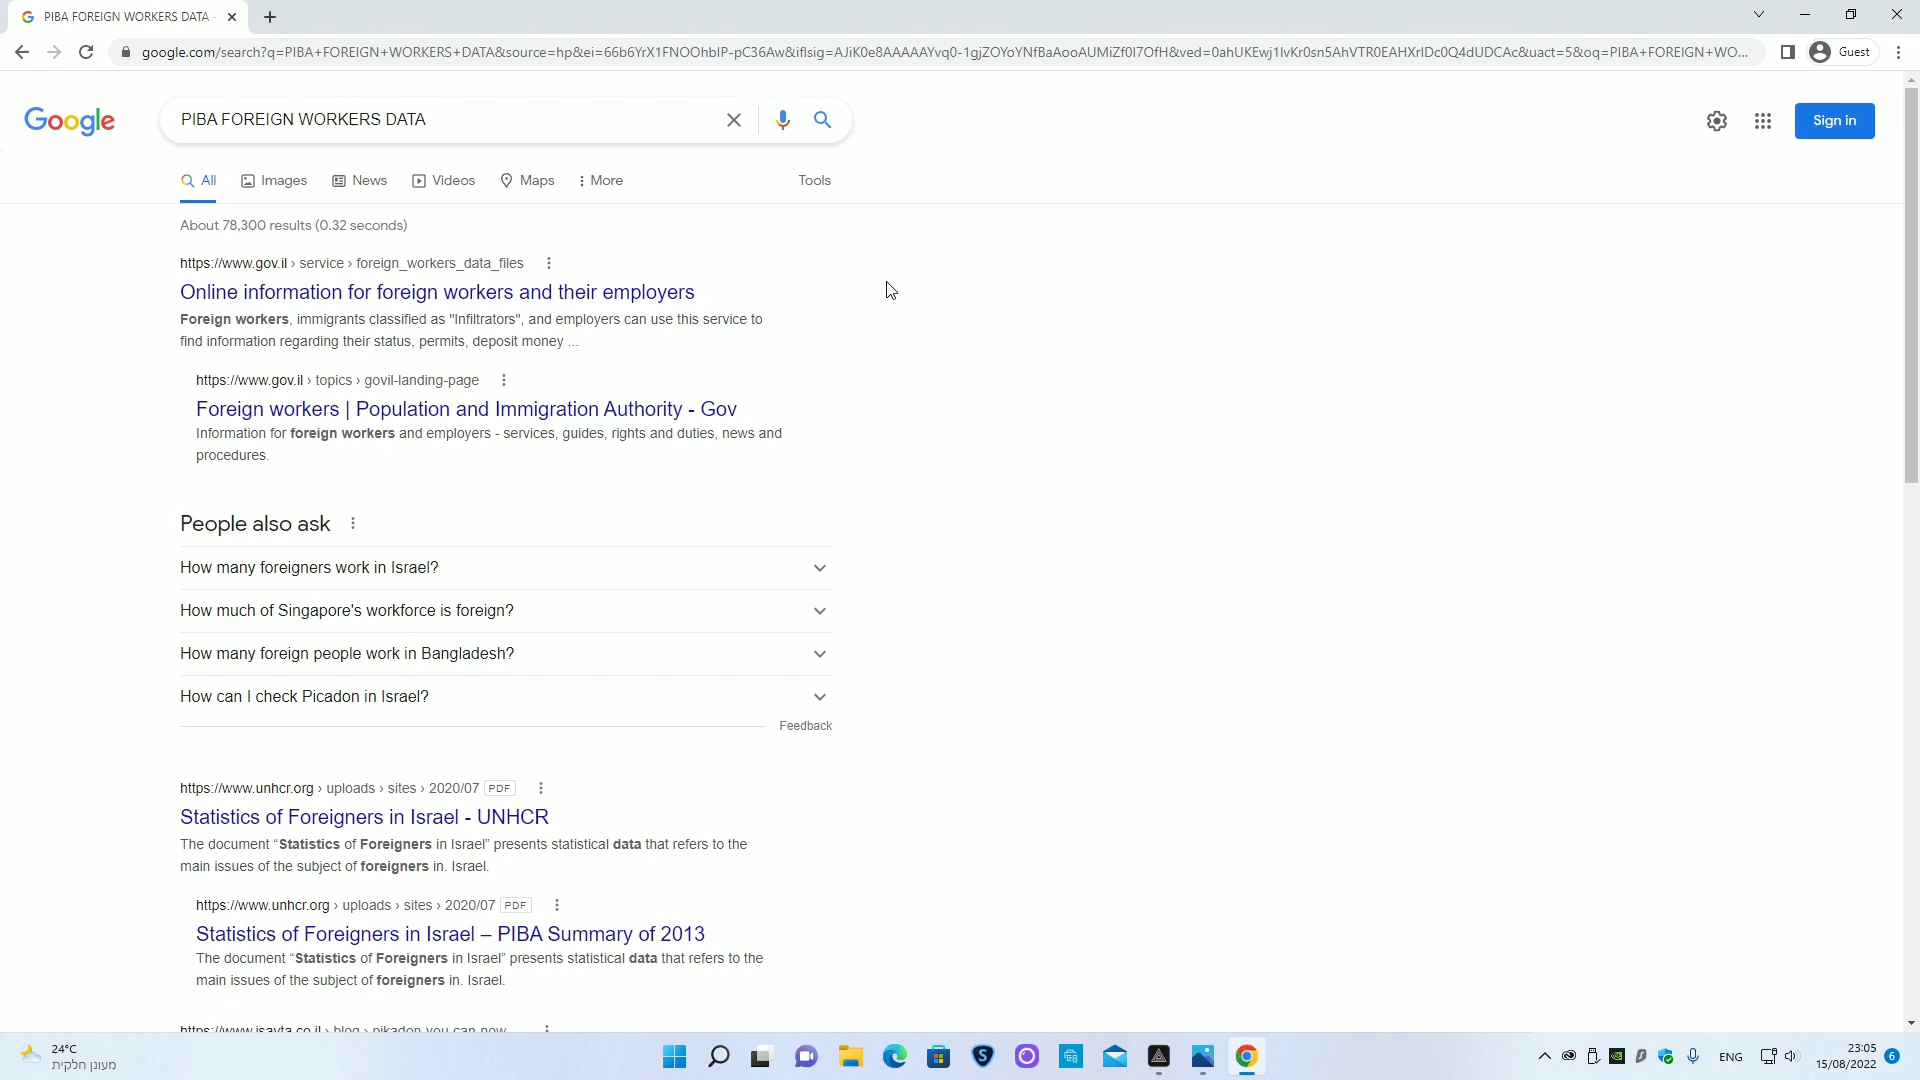 PIBA FOREIGN WORKERS DATA -
google.com/search?q=PIBA+FOREIGN+WORKERS+DATA&source=hp&ei=66b6YrX1FNOOhbIP-pC36Aw&iflsig=AJiK0e8AAAAAYvq0-1gjZOYoYNfBaAooAUMiZf0I7OfH&ved=0ahUKEwj1lvKr0sn5AhVTR0EAHXrIDc0Q4dUDCAc&uact=5&oq=PIBA+FOREIGN+WO...
Guest
Google
PIBA FOREIGN WORKERS DATA
Sign in
All Images News Videos Maps More Tools
About 78,300 results (0.32 seconds)
https://www.gov.il › service › foreign_workers_data_files
Online information for foreign workers and their employers
Foreign workers, immigrants classified as "Infiltrators", and employers can use this service to
find information regarding their status, permits, deposit money ...
https://www.gov.il › topics › govil-landing-page
Foreign workers | Population and Immigration Authority - Gov
Information for foreign workers and employers - services, guides, rights and duties, news and
procedures.
People also ask
How many foreigners work in Israel?
How much of Singapore's workforce is foreign?
How many foreign people work in Bangladesh?
How can I check Picadon in Israel?
Feedback
https://www.unhcr.org › uploads › sites › 2020/07 PDF
Statistics of Foreigners in Israel - UNHCR
The document “Statistics of Foreigners in Israel” presents statistical data that refers to the
main issues of the subject of foreigners in. Israel.
https://www.unhcr.org › uploads › sites › 2020/07 PDF
Statistics of Foreigners in Israel – PIBA Summary of 2013
The document “Statistics of Foreigners in Israel” presents statistical data that refers to the
main issues of the subject of foreigners in. Israel.
https://www.isavta.co.il › blog › pikadon-you-can-now...
24°C
מעונן חלקית
ENG
23:05
15/08/2022
6